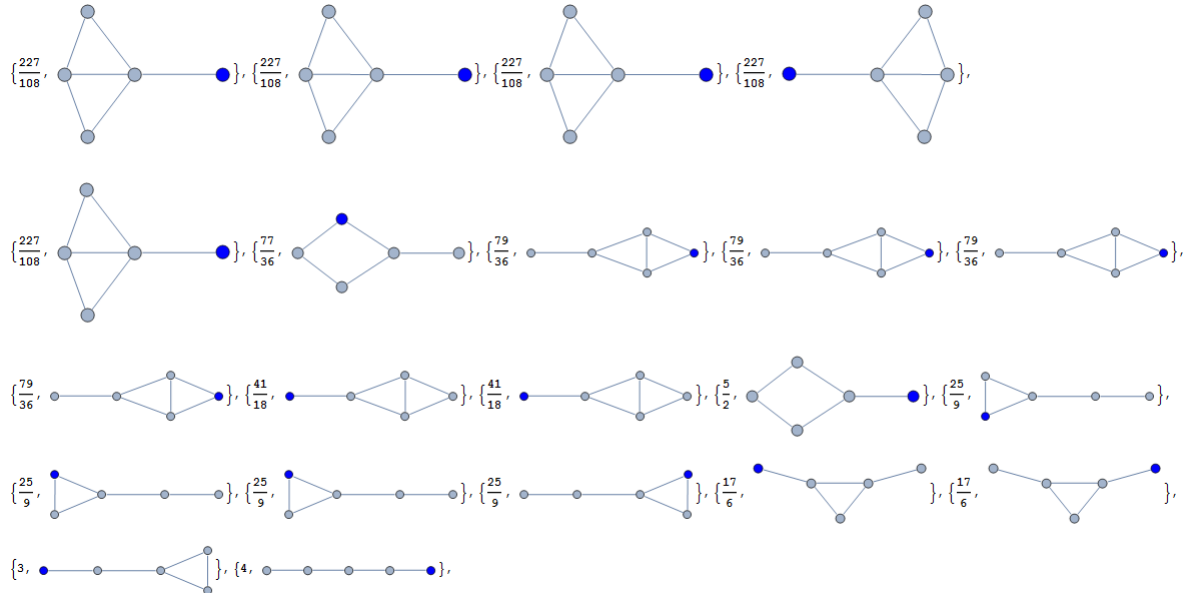 {227/108, }, {227/108, }, {227/108, }, {227/108, },
{227/108, }, {77/36, }, {79/36, }, {79/36, }, {79/36, },
{79/36, }, {41/18, }, {41/18, }, {5/2, }, {25/9, },
{25/9, }, {25/9, }, {25/9, }, {17/6, }, {17/6, },
{3, }, {4, },